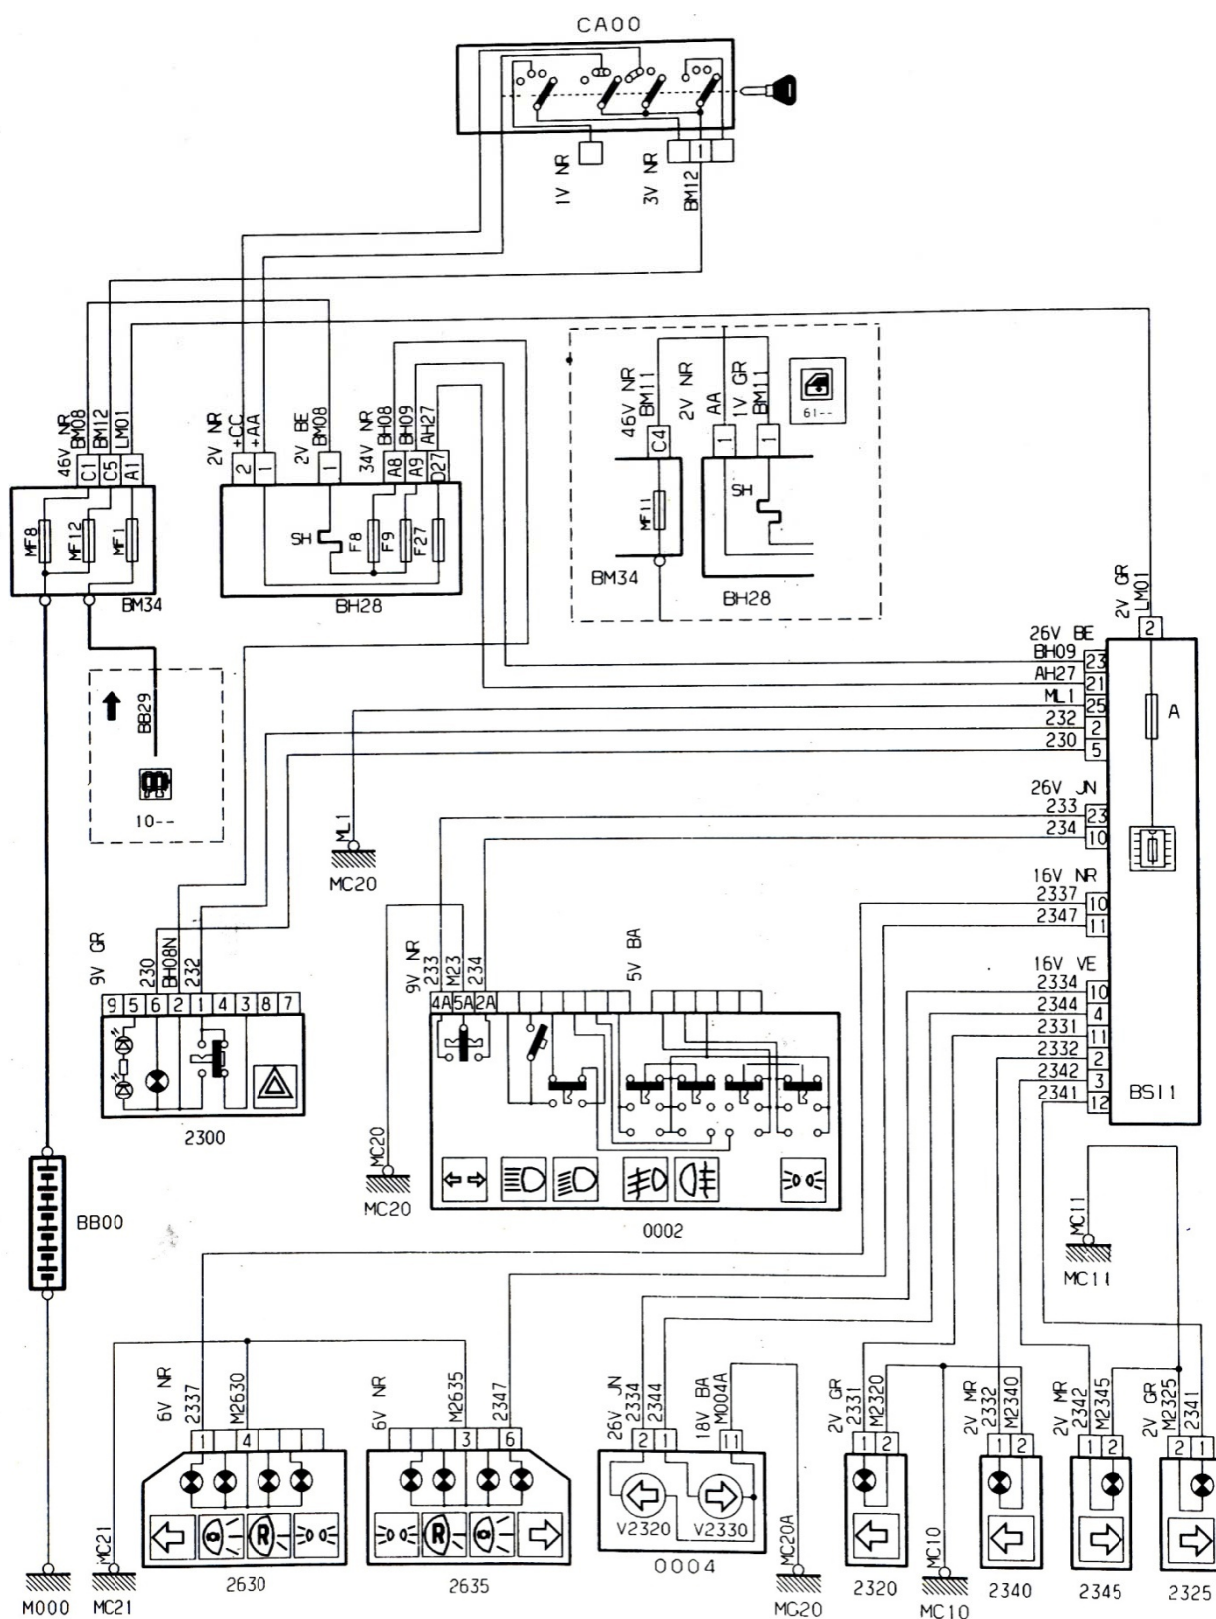 CA00
1V NR
3V NR
BM12
46V NR
BM08
BM12
LM01
C1
C5
A1
MF8
MF12
MF1
BM34
2V NR
+CC
+AA
2V BE
BM08
34V NR
BH08
BH09
AH27
2
1
1
A8
A9
D27
SH
F8
F9
F27
BH28
46V NR
BM11
2V NR
AA
1V GR
BM11
61--
C4
1
1
MF11
SH
BM34
BH28
2V GR
LM01
2
26V BE
BH09
23
AH27
21
ML1
25
232
2
230
5
A
26V JN
233
23
234
10
16V NR
2337
10
2347
11
16V VE
2334
10
2344
4
2331
11
2332
2
2342
3
2341
12
BSI1
BB29
10--
ML1
MC20
9V GR
230
BH08N
232
9
5
6
2
1
4
3
8
7
2300
9V NR
233
M23
234
5V BA
4A
5A
2A
MC20
MC20
0002
BB00
MC11
MC11
6V NR
2337
M2630
1
4
2630
6V NR
M2635
2347
3
6
R
R
2635
26V JN
2334
2344
18V BA
M004A
2
1
11
V2320
V2330
0004
MC20A
MC20
2V GR
2331
M2320
1
2
2320
MC10
MC10
2V MR
2332
M2340
1
2
2340
2V MR
2342
M2345
1
2
2345
2V GR
M2325
2341
2
1
2325
M000
MC21
MC21